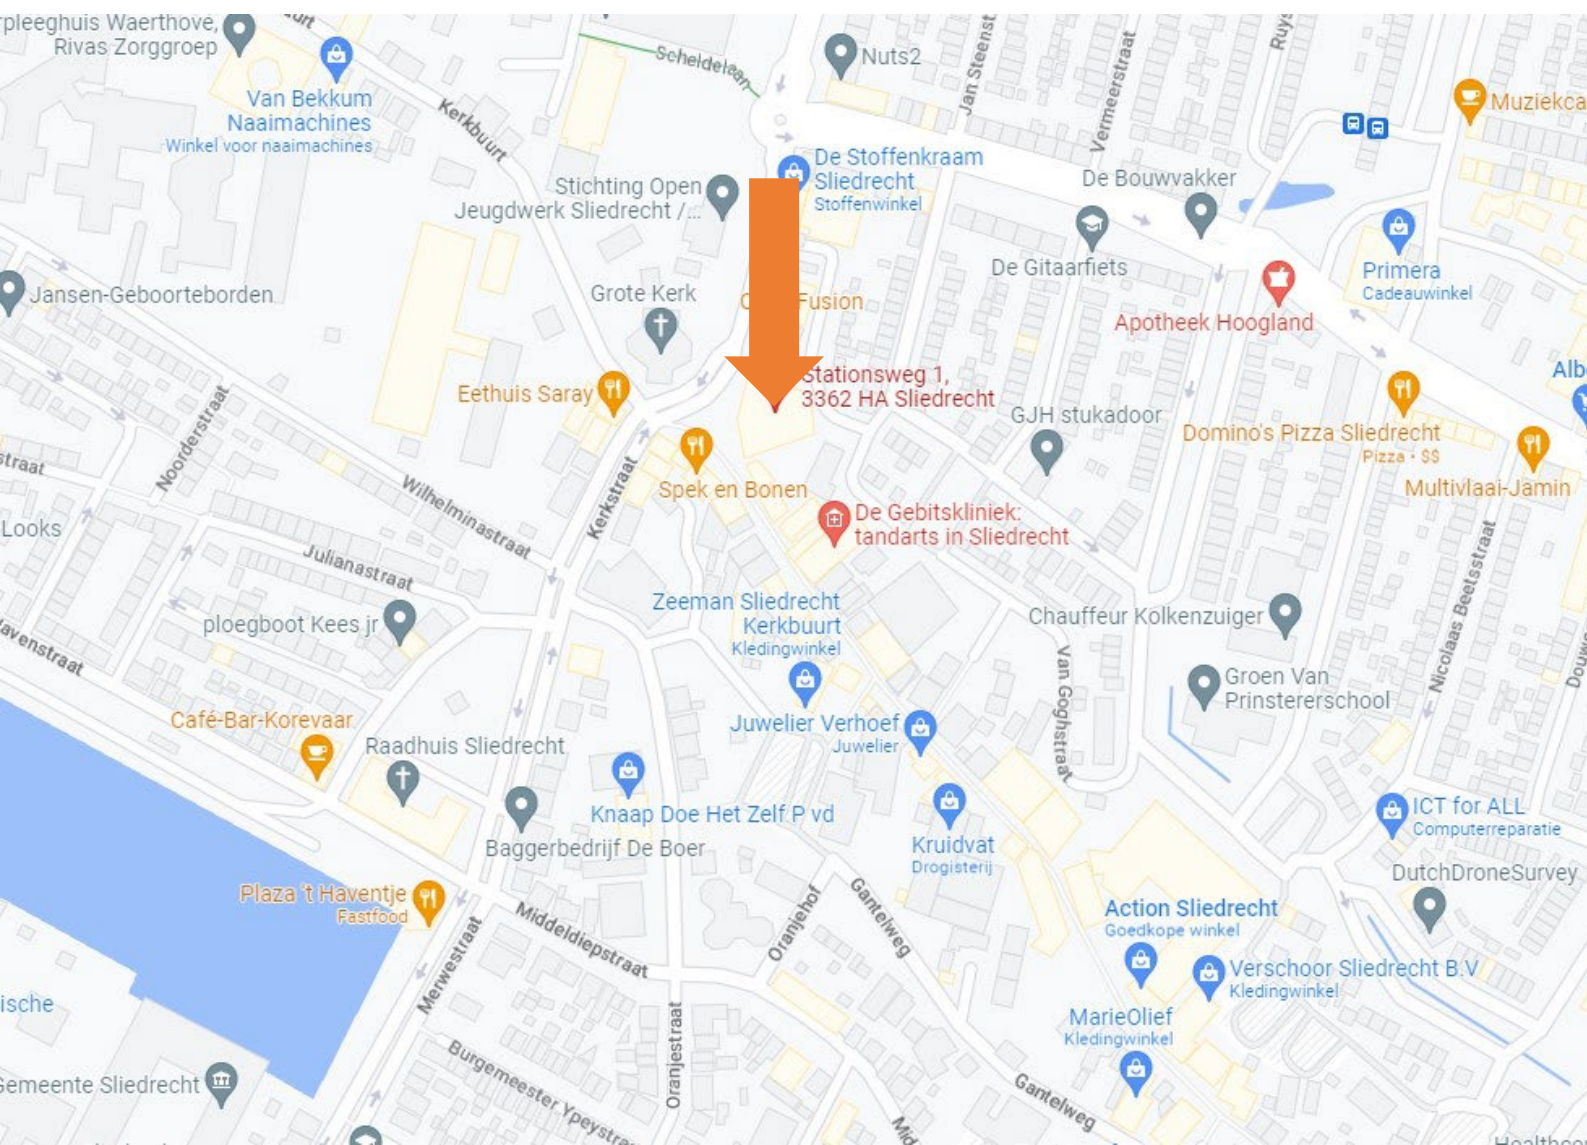 rpleeghuis Waerthove,
Rivas Zorggroep
Van Bekkum
Naaimachines
Winkel voor naaimachines
Kerkbuurt
Scheldelaan
Nuts2
Jan Steenst
Vermeerstraat
Ruys
Muziekca
De Stoffenkraam
Sliedrecht
Stoffenwinkel
Stichting Open
Jeugdwerk Sliedrecht /...
De Bouwvakker
De Gitaarfiets
Primera
Cadeauwinkel
Jansen-Geboorteborden
Grote Kerk
Fusion
Apotheek Hoogland
Eethuis Saray
Stationsweg 1,
3362 HA Sliedrecht
GJH stukadoor
Alb
Domino's Pizza Sliedrecht
Pizza • $$
Multivlaai-Jamin
Noorderstraat
straat
Wilhelminastraat
Kerkstraat
Spek en Bonen
De Gebitskliniek:
tandarts in Sliedrecht
Looks
Julianastraat
ploegboot Kees jr
Zeeman Sliedrecht
Kerkbuurt
Kledingwinkel
Chauffeur Kolkenzuiger
Nicolaas Beetsstraat
Douwe
avenstraat
Van Goghstraat
Groen Van
Prinstererschool
Café-Bar-Korevaar
Raadhuis Sliedrecht
Juwelier Verhoef
Juwelier
Knaap Doe Het Zelf P vd
Baggerbedrijf De Boer
Kruidvat
Drogisterij
ICT for ALL
Computerreparatie
DutchDroneSurvey
Plaza 't Haventje
Fastfood
Middeldiepstraat
Oranjehof
Gantelweg
Action Sliedrecht
Goedkope winkel
Verschoor Sliedrecht B.V
Kledingwinkel
Merwestraat
ische
MarieOlief
Kledingwinkel
Oranjestraat
Gemeente Sliedrecht
Burgemeester Ypeystra
Gantelweg
Mid